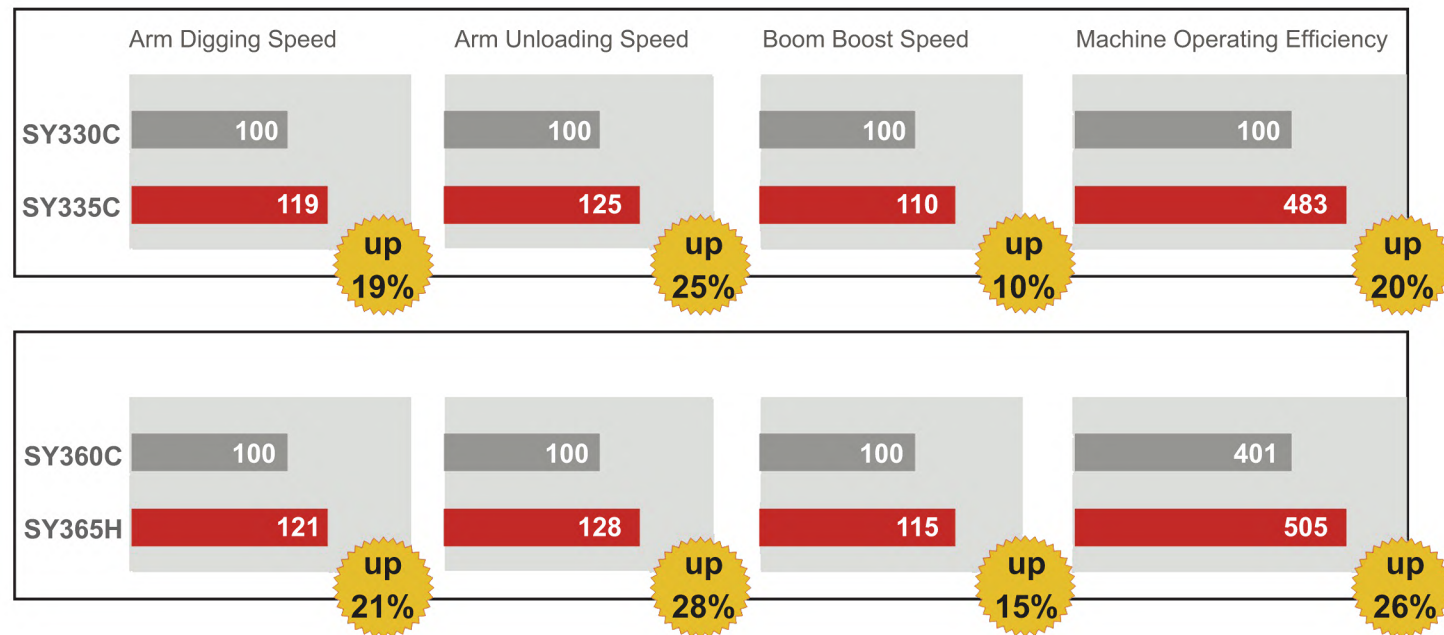 Arm Digging Speed
Arm Unloading Speed
Boom Boost Speed
Machine Operating Efficiency
SY330C
100
100
100
100
SY335C
119
125
110
483
up
19%
up
25%
up
10%
up
20%
SY360C
100
100
100
401
SY365H
121
128
115
505
up
21%
up
28%
up
15%
up
26%